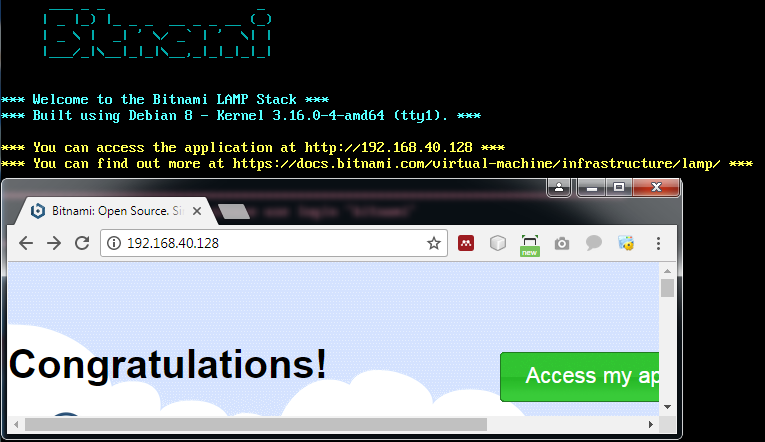 Bitnami
*** Welcome to the Bitnami LAMP Stack ***
*** Built using Debian 8 - Kernel 3.16.0-4-amd64 (tty1). ***
*** You can access the application at http://192.168.40.128 ***
*** You can find out more at https://docs.bitnami.com/virtual-machine/infrastructure/lamp/ ***
Bitnami: Open Source. Si
use login "bitnami"
192.168.40.128
new
Congratulations!
Access my ap